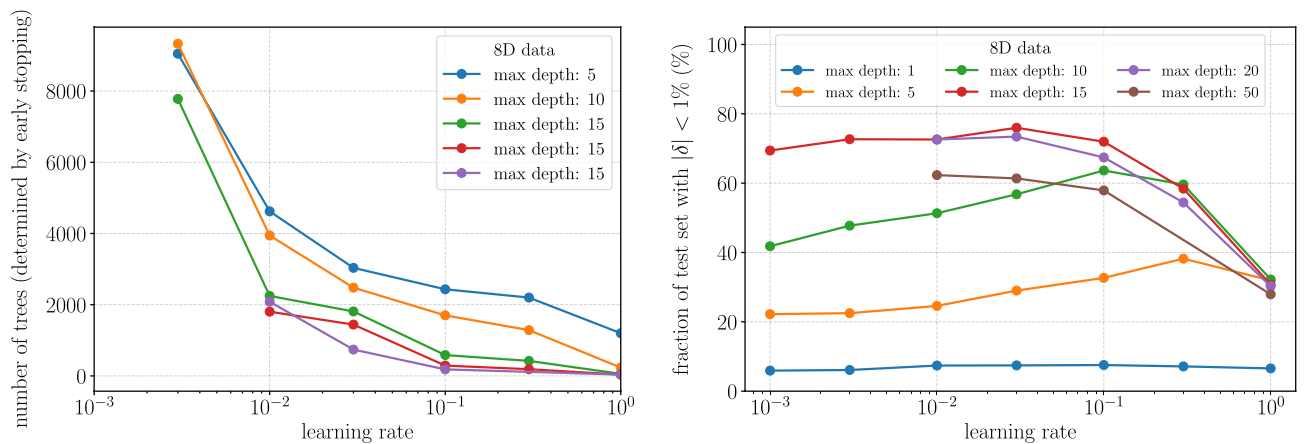 number of trees (determined by early stopping)
8000
6000
4000
2000
0
10⁻³
10⁻²
10⁻¹
10⁰
learning rate
8D data
max depth: 5
max depth: 10
max depth: 15
max depth: 15
max depth: 15
fraction of test set with |δ| < 1% (%)
100
80
60
40
20
0
10⁻³
10⁻²
10⁻¹
10⁰
learning rate
8D data
max depth: 1
max depth: 10
max depth: 20
max depth: 5
max depth: 15
max depth: 50